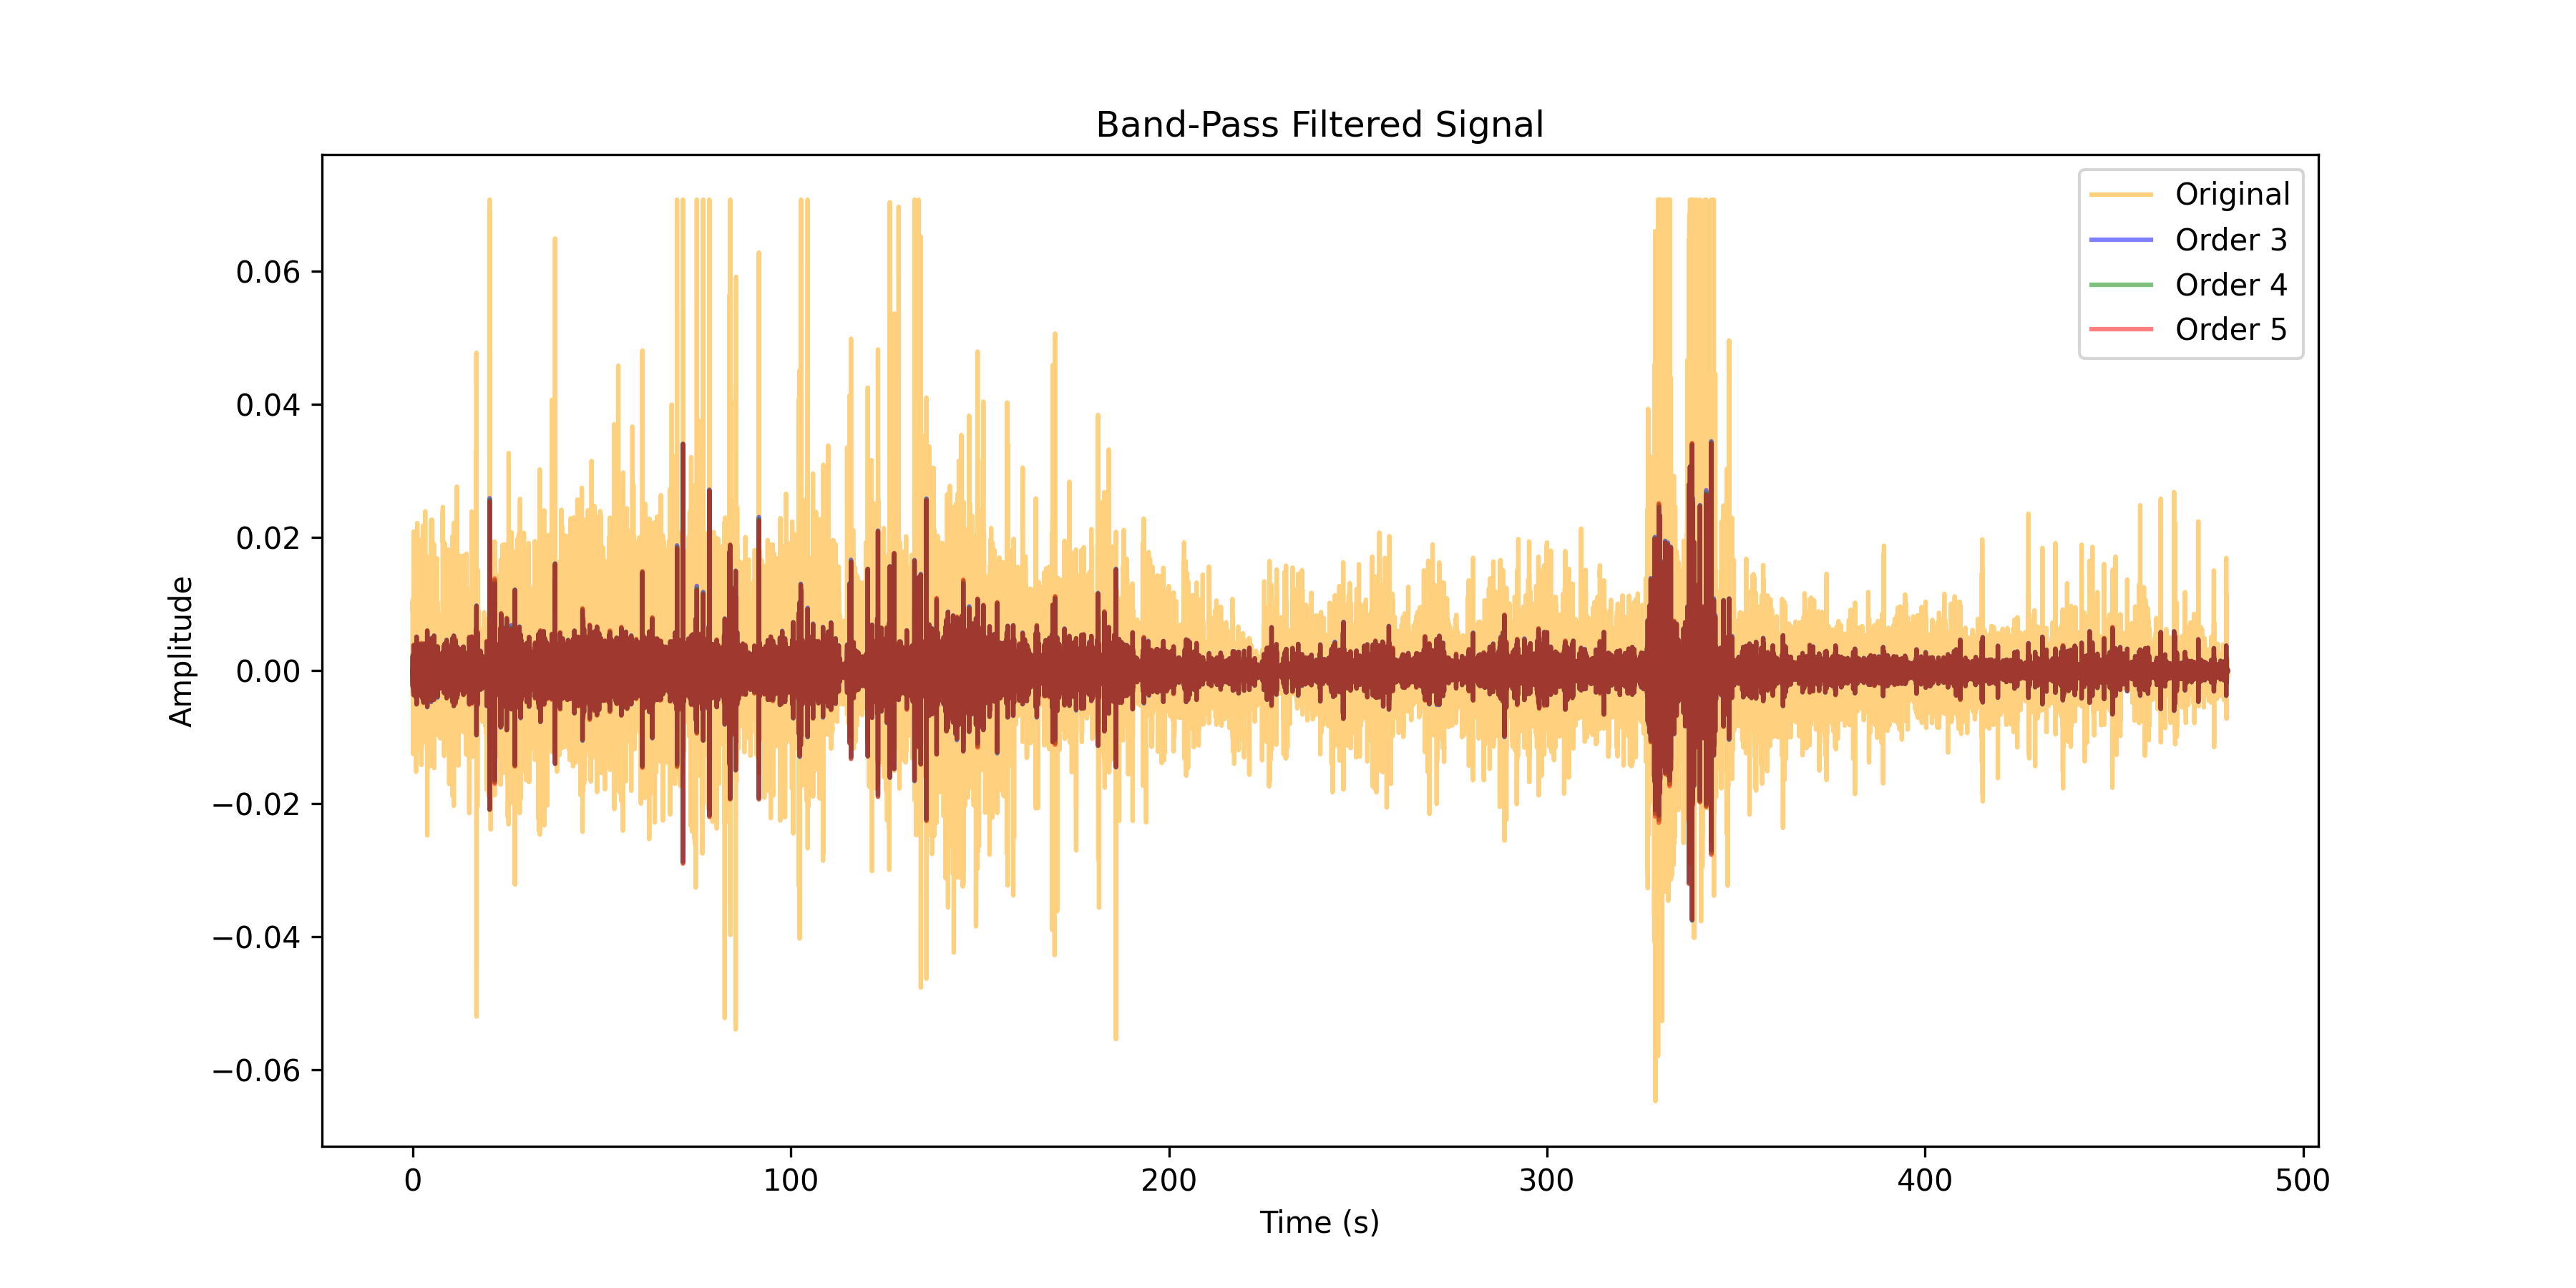 Band-Pass Filtered Signal
Original
Order 3
Order 4
Order 5
0.06
0.04
0.02
0.00
−0.02
−0.04
−0.06
Amplitude
0 100 200 300 400 500
Time (s)